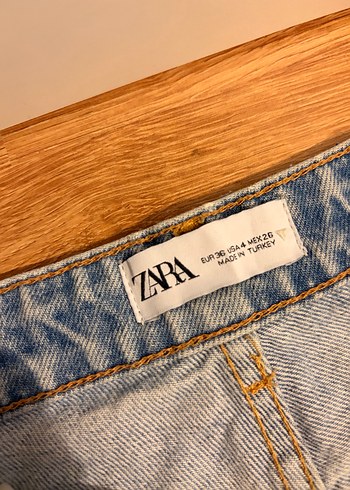 ZARA
EUR 36 USA 4 MEX 26
MADE IN TURKEY